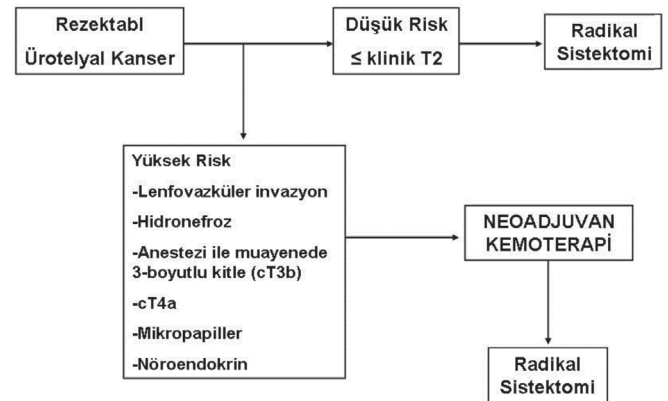 Rezektabl
Ürotelyal Kanser
Düşük Risk
≤ klinik T2
Radikal
Sistektomi
Yüksek Risk
-Lenfovazküler invazyon
-Hidronefroz
-Anestezi ile muayenede
3-boyutlu kitle (cT3b)
-cT4a
-Mikropapiller
-Nöroendokrin
NEOADJUVAN
KEMOTERAPİ
Radikal
Sistektomi